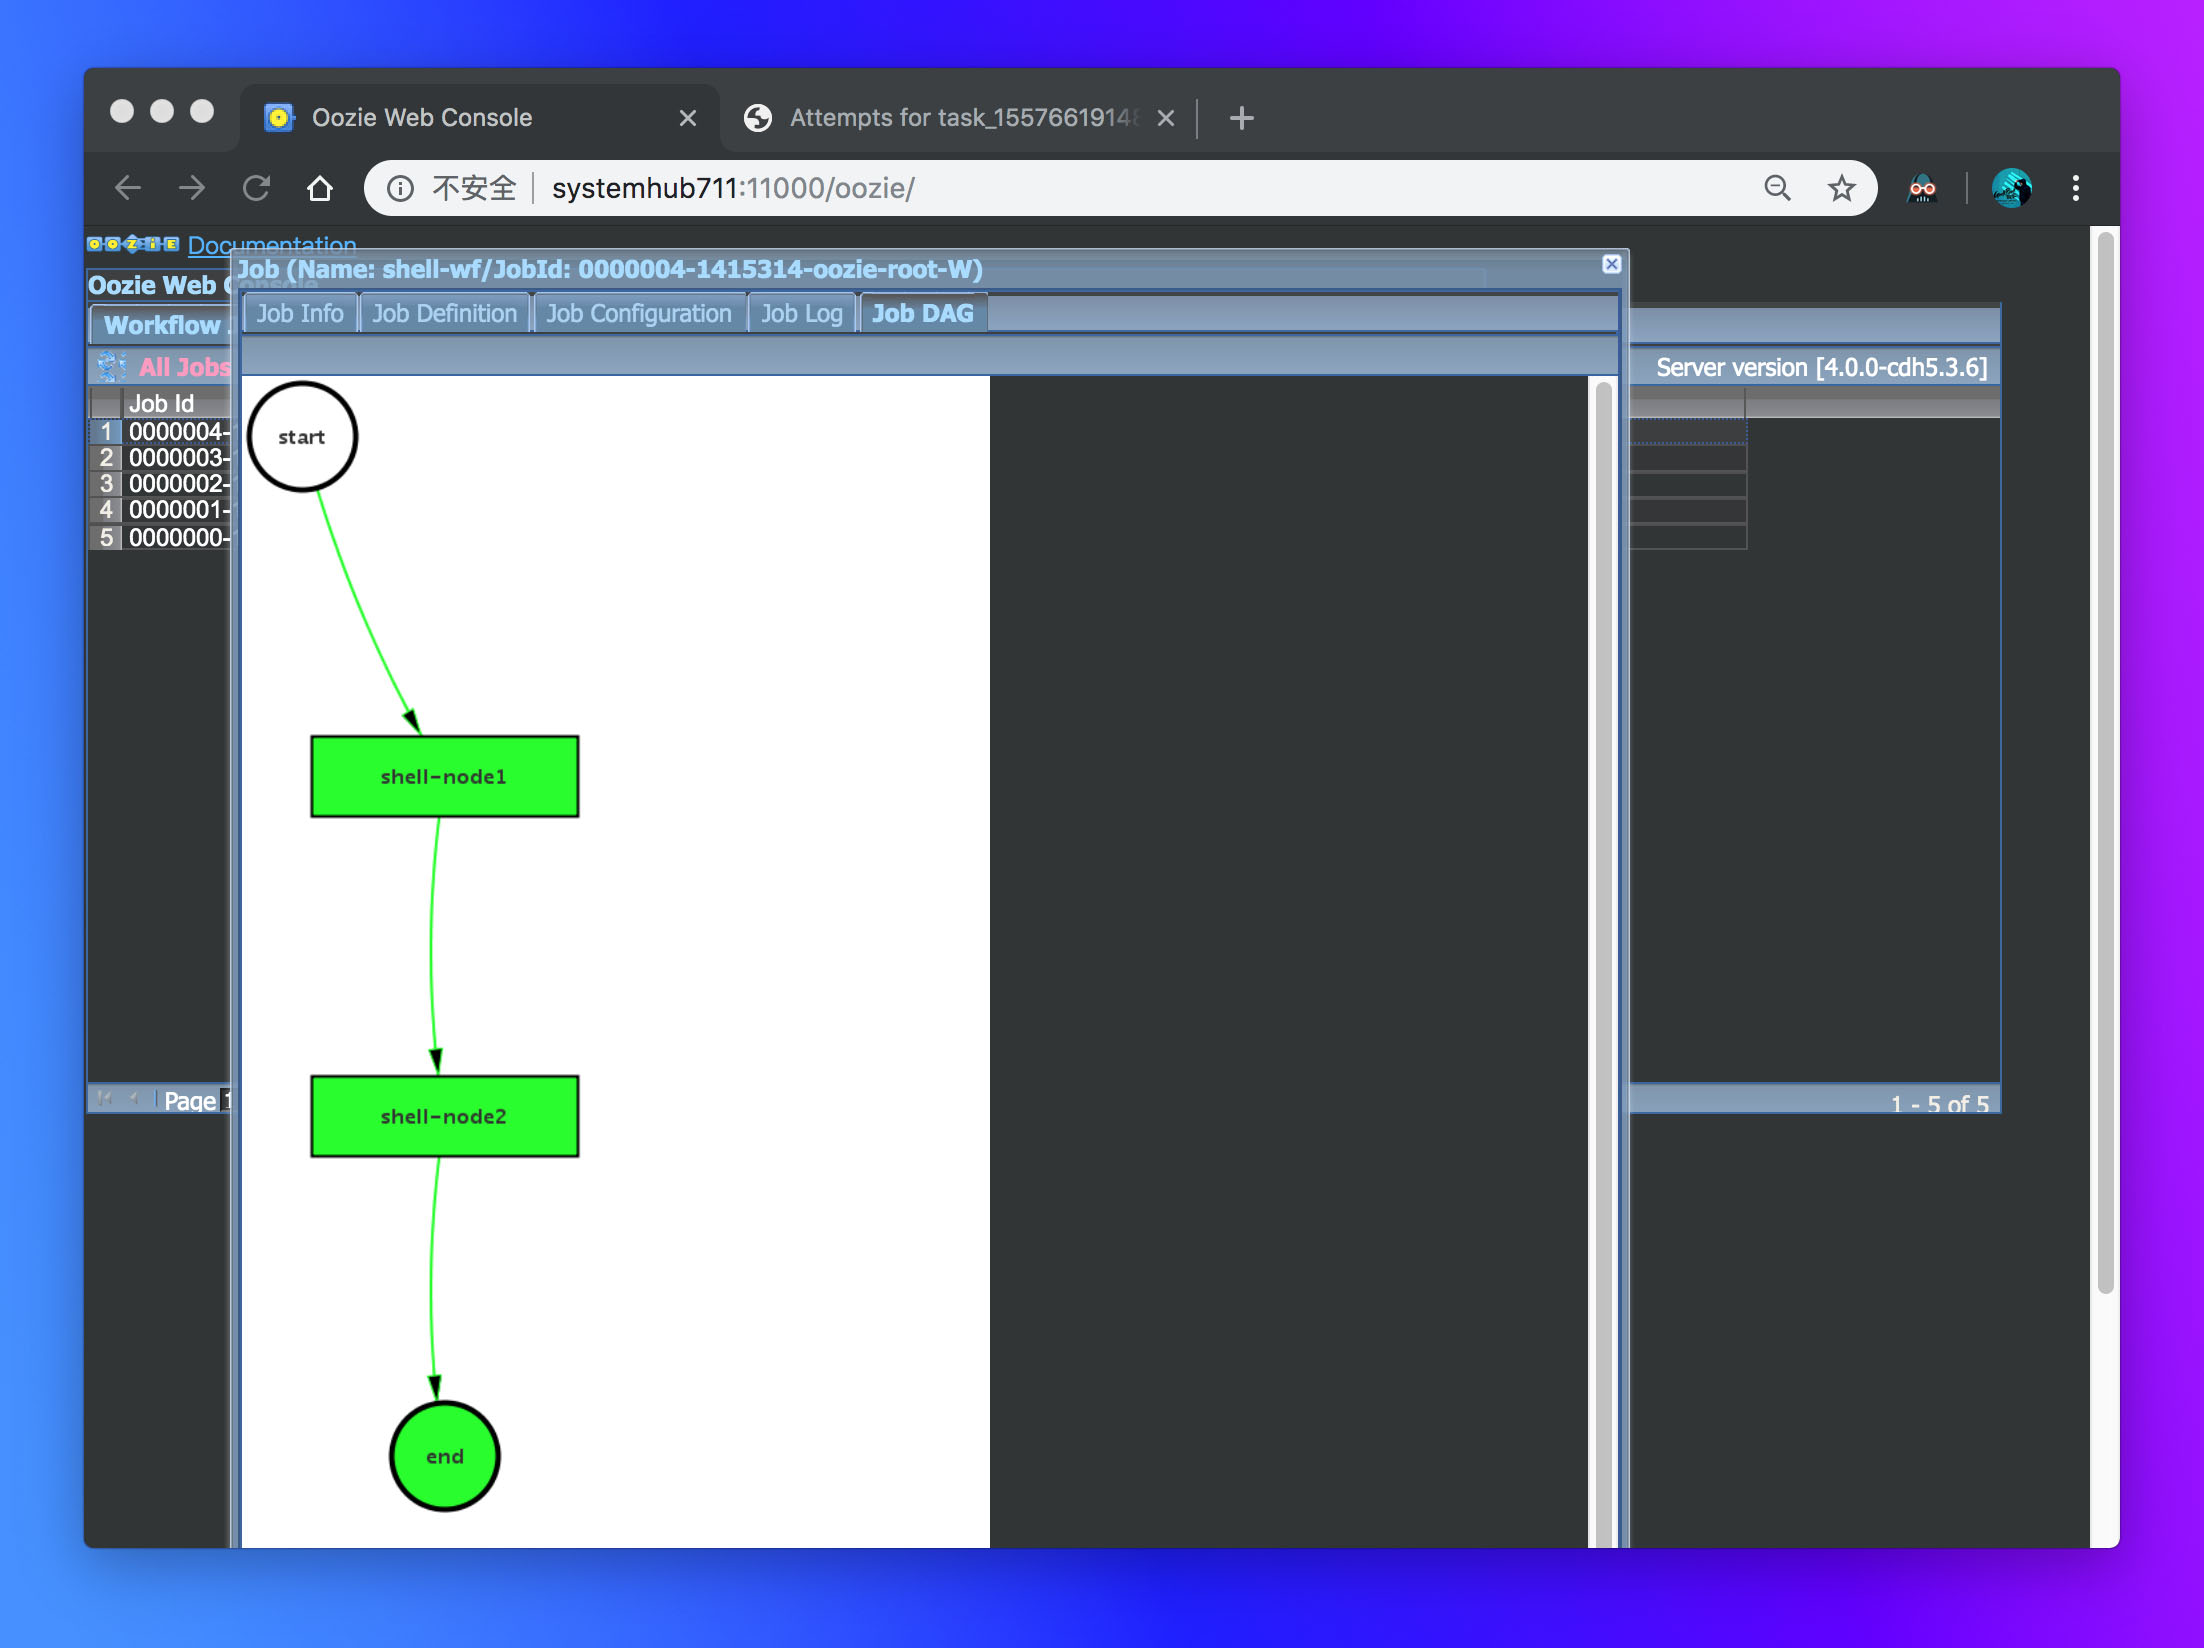 Oozie Web Console
Attempts for task_1557661914
不安全
systemhub711:11000/oozie/
OOZIE
Documentation
Oozie Web Console
Job (Name: shell-wf/JobId: 0000004-1415314-oozie-root-W)
Job Info
Job Definition
Job Configuration
Job Log
Job DAG
Workflow
All Jobs
Server version [4.0.0-cdh5.3.6]
Job Id
1 0000004-
2 0000003-
3 0000002-
4 0000001-
5 0000000-
start
shell-node1
shell-node2
end
Page 1
1 - 5 of 5